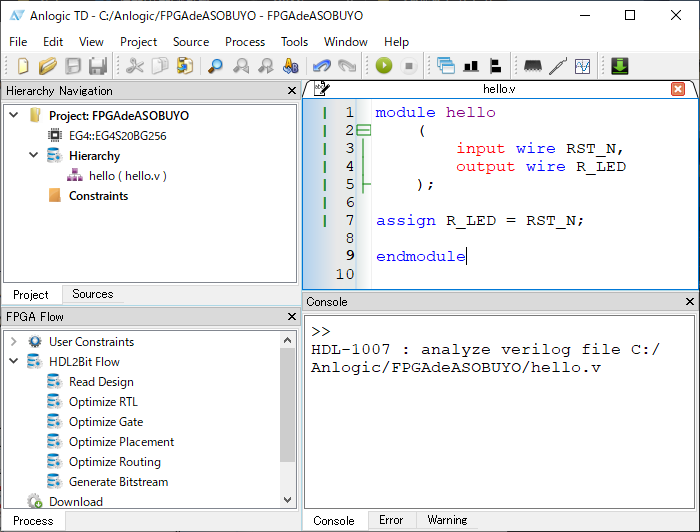 Anlogic TD - C:/Anlogic/FPGAdeASOBUYO - FPGAdeASOBUYO
File Edit View Project Source Process Tools Window Help
Hierarchy Navigation
Project: FPGAdeASOBUYO
EG4::EG4S20BG256
Hierarchy
hello ( hello.v )
Constraints
Project Sources
FPGA Flow
User Constraints
HDL2Bit Flow
Read Design
Optimize RTL
Optimize Gate
Optimize Placement
Optimize Routing
Generate Bitstream
Download
Process
hello.v
1 module hello
2 (
3 input wire RST_N,
4 output wire R_LED
5 );
6
7 assign R_LED = RST_N;
8
9 endmodule
10
Console
>>
HDL-1007 : analyze verilog file C:/
Anlogic/FPGAdeASOBUYO/hello.v
Console Error Warning